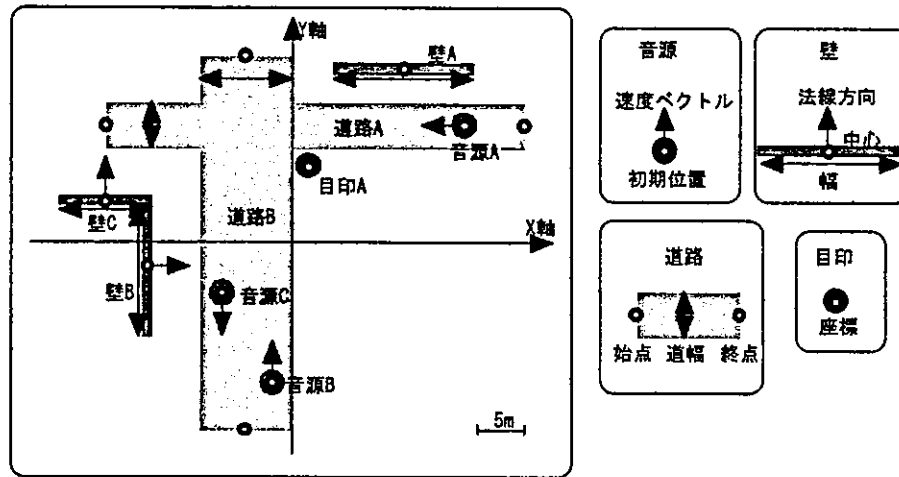 Y軸
壁A
道路A
音源A
目印A
壁C
道路B
X軸
壁B
音源C
音源B
5m
音源
速度ベクトル
初期位置
壁
法線方向
中心
幅
道路
始点 道幅 終点
目印
座標